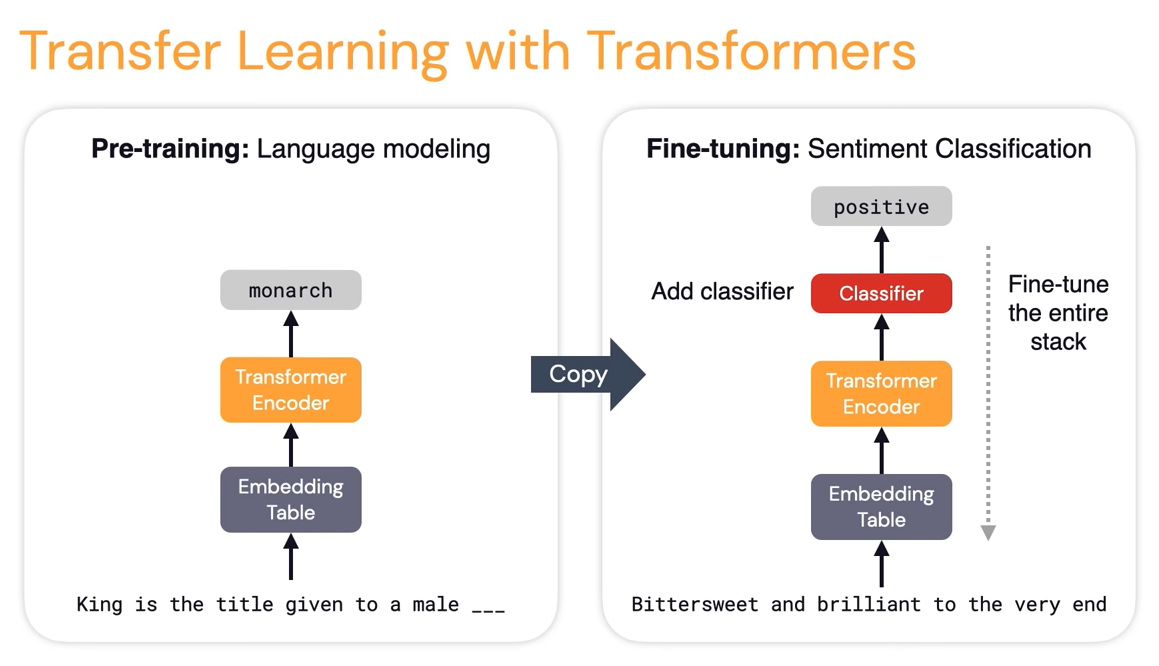 Transfer Learning with Transformers
Pre-training: Language modeling
monarch
Transformer
Encoder
Embedding
Table
King is the title given to a male ___
Copy
Fine-tuning: Sentiment Classification
positive
Add classifier
Classifier
Transformer
Encoder
Embedding
Table
Fine-tune
the entire
stack
Bittersweet and brilliant to the very end